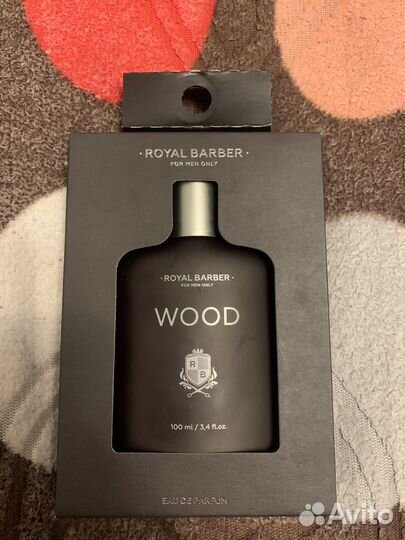 · ROYAL BARBER ·
FOR MEN ONLY
· ROYAL BARBER ·
FOR MEN ONLY
WOOD
R
B
100 ml / 3,4 fl.oz.
EAU DE PARFUM
Avito